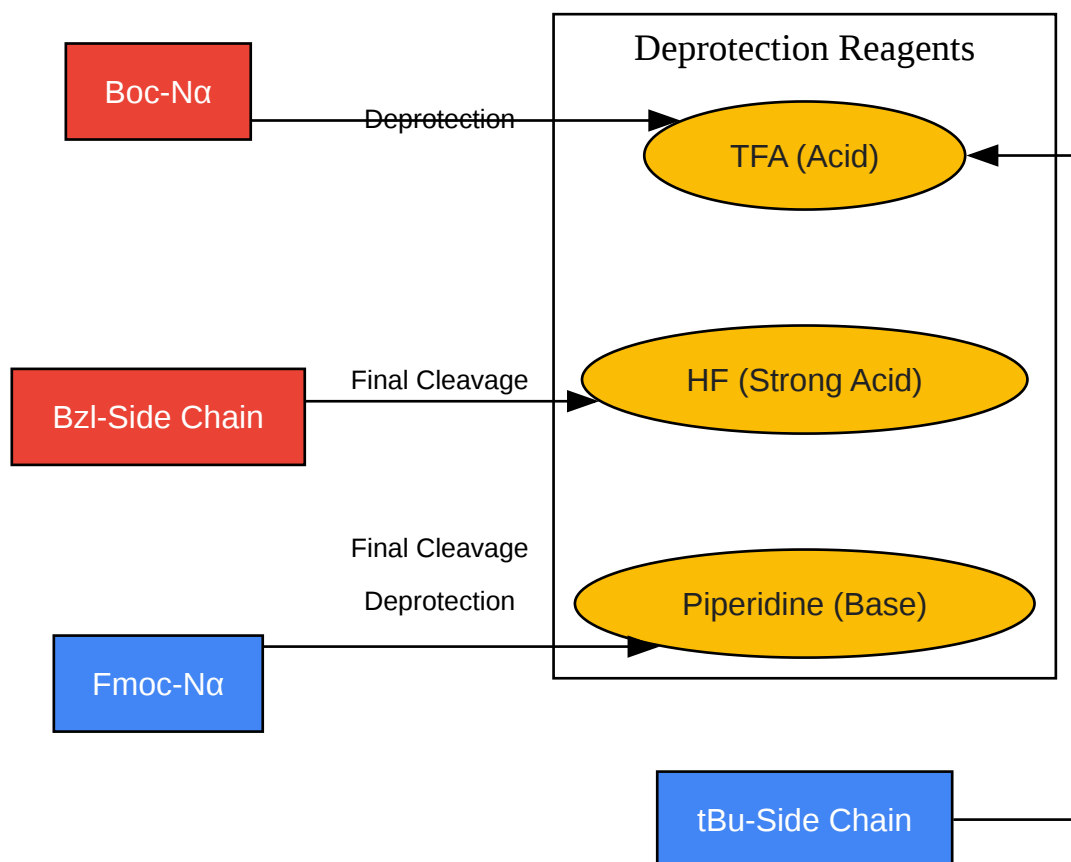 Deprotection Reagents
Boc-Nα
Deprotection
TFA (Acid)
Bzl-Side Chain
Final Cleavage
HF (Strong Acid)
Final Cleavage
Deprotection
Piperidine (Base)
Fmoc-Nα
tBu-Side Chain